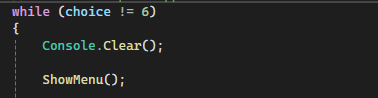 while (choice != 6)
{
Console.Clear();
ShowMenu();